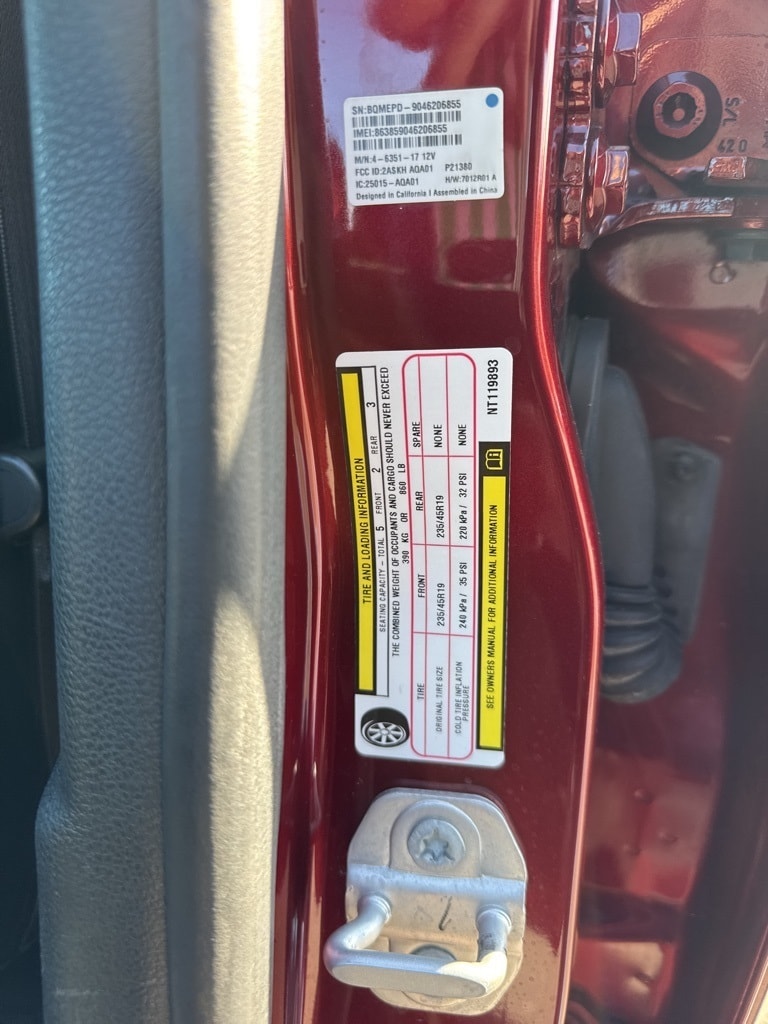 SN:BQMEPD-9046206855
IMEI:863859046206855
M/N:4-6351-17 12V
FCC ID:2ASKH AQA01 P21380
IC:25015-AQA01 H/W:7012R01 A
Designed in California | Assembled in China
TIRE AND LOADING INFORMATION
SEATING CAPACITY - TOTAL 5 FRONT 2 REAR 3
THE COMBINED WEIGHT OF OCCUPANTS AND CARGO SHOULD NEVER EXCEED
390 KG OR 860 LB
TIRE FRONT REAR SPARE
ORIGINAL TIRE SIZE 235/45R19 235/45R19 NONE
COLD TIRE INFLATION
PRESSURE 240 kPa / 35 PSI 220 kPa / 32 PSI NONE
SEE OWNERS MANUAL FOR ADDITIONAL INFORMATION
NT119893
S/L
420